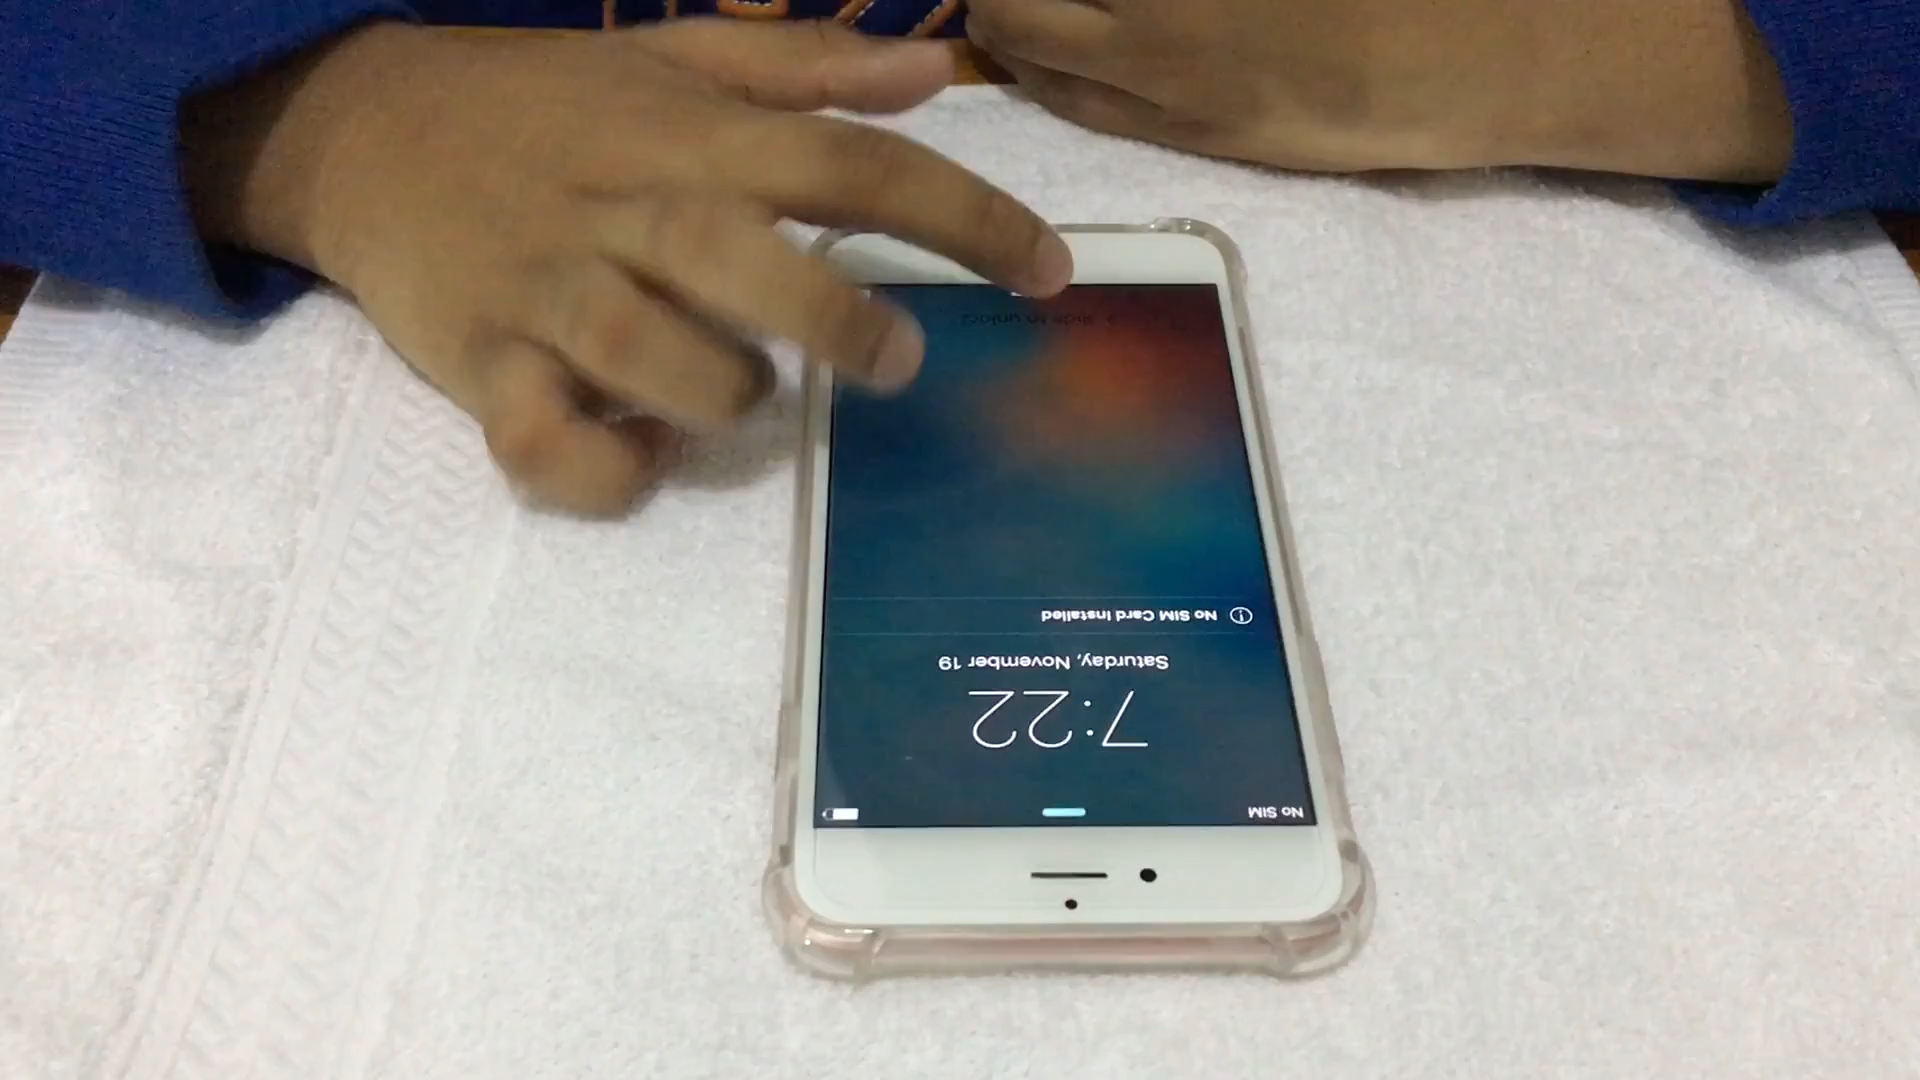 No SIM
7:22
Saturday, November 19
No SIM Card Installed
> slide to unlock